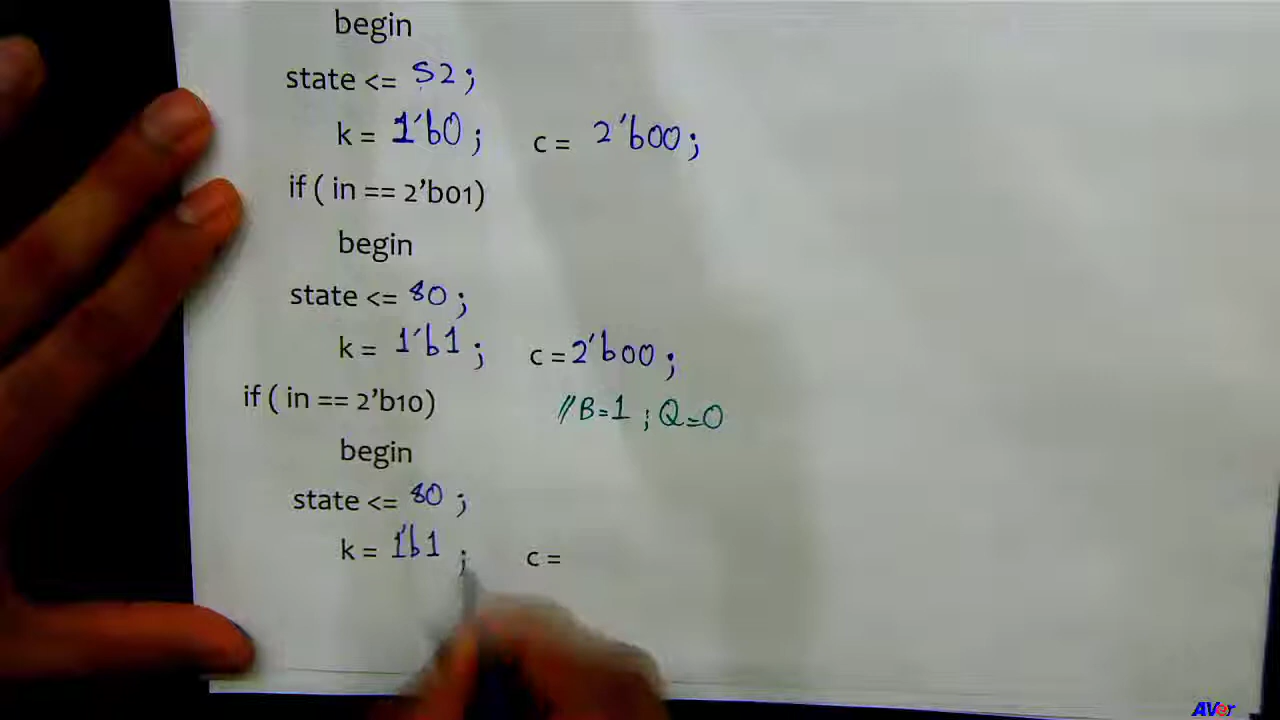 begin
state <= S2;
k = 1'b0; c = 2'b00;
if ( in == 2'b01)
begin
state <= s0;
k = 1'b1; c = 2'b00;
if ( in == 2'b10) //B=1 ; Q=0
begin
state <= s0;
k = 1'b1 ; c =
AVer